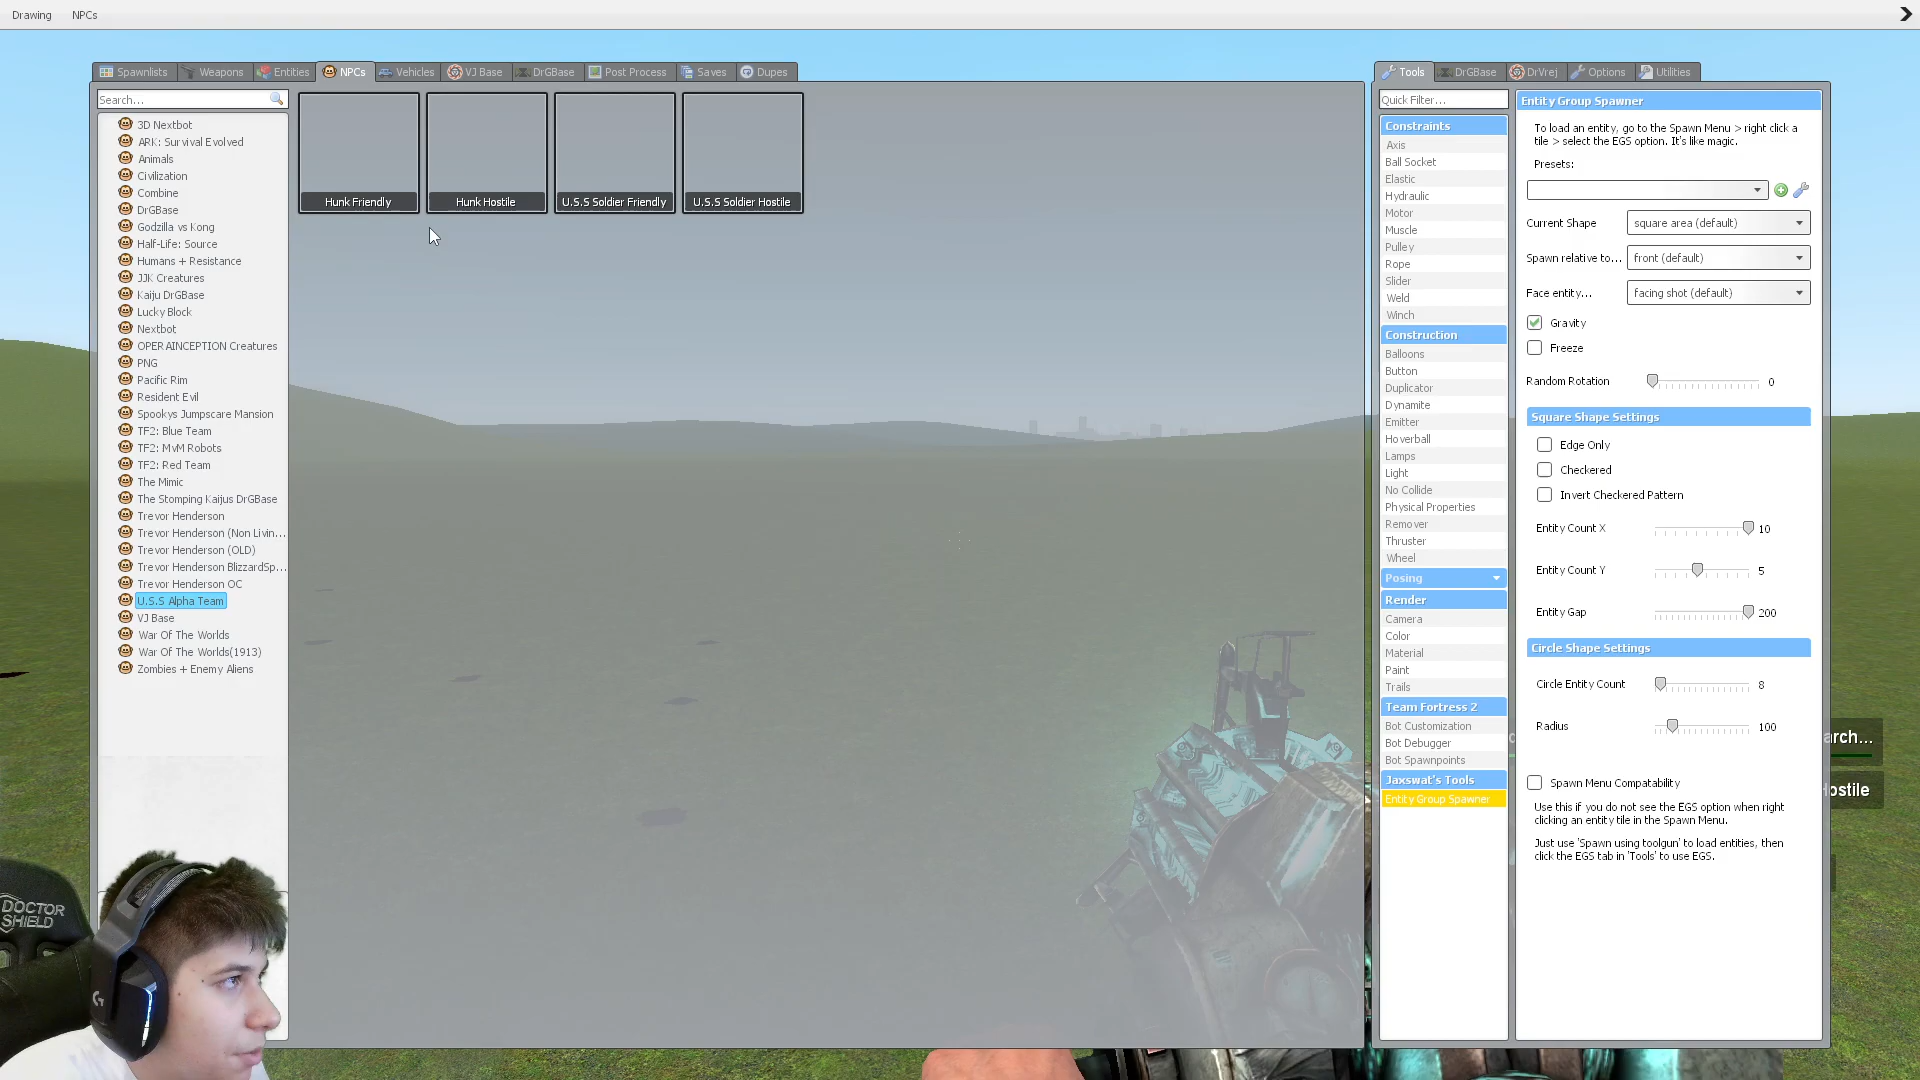 Drawing NPCs
Spawnlists Weapons Entities NPCs Vehicles VJ Base DrGBase Post Process Saves Dupes
Search...
3D Nextbot
ARK: Survival Evolved
Animals
Civilization
Combine
DrGBase
Godzilla vs Kong
Half-Life: Source
Humans + Resistance
JJK Creatures
Kaiju DrGBase
Lucky Block
Nextbot
OPERAINCEPTION Creatures
PNG
Pacific Rim
Resident Evil
Spookys Jumpscare Mansion
TF2: Blue Team
TF2: MvM Robots
TF2: Red Team
The Mimic
The Stomping Kaijus DrGBase
Trevor Henderson
Trevor Henderson (Non Livin...
Trevor Henderson (OLD)
Trevor Henderson BlizzardSp...
Trevor Henderson OC
U.S.S Alpha Team
VJ Base
War Of The Worlds
War Of The Worlds(1913)
Zombies + Enemy Aliens
Hunk Friendly
Hunk Hostile
U.S.S Soldier Friendly
U.S.S Soldier Hostile
Tools DrGBase DrVrej Options Utilities
Quick Filter...
Constraints
Axis
Ball Socket
Elastic
Hydraulic
Motor
Muscle
Pulley
Rope
Slider
Weld
Winch
Construction
Balloons
Button
Duplicator
Dynamite
Emitter
Hoverball
Lamps
Light
No Collide
Physical Properties
Remover
Thruster
Wheel
Posing
Render
Camera
Color
Material
Paint
Trails
Team Fortress 2
Bot Customization
Bot Debugger
Bot Spawnpoints
Jaxswat's Tools
Entity Group Spawner
Entity Group Spawner
To load an entity, go to the Spawn Menu > right click a
tile > select the EGS option. It's like magic.
Presets:
Current Shape square area (default)
Spawn relative to... front (default)
Face entity... facing shot (default)
Gravity
Freeze
Random Rotation 0
Square Shape Settings
Edge Only
Checkered
Invert Checkered Pattern
Entity Count X 10
Entity Count Y 5
Entity Gap 200
Circle Shape Settings
Circle Entity Count 8
Radius 100
Spawn Menu Compatability
Use this if you do not see the EGS option when right
clicking an entity tile in the Spawn Menu.
Just use 'Spawn using toolgun' to load entities, then
click the EGS tab in 'Tools' to use EGS.
arch...
Hostile
DOCTOR
SHIELD
G